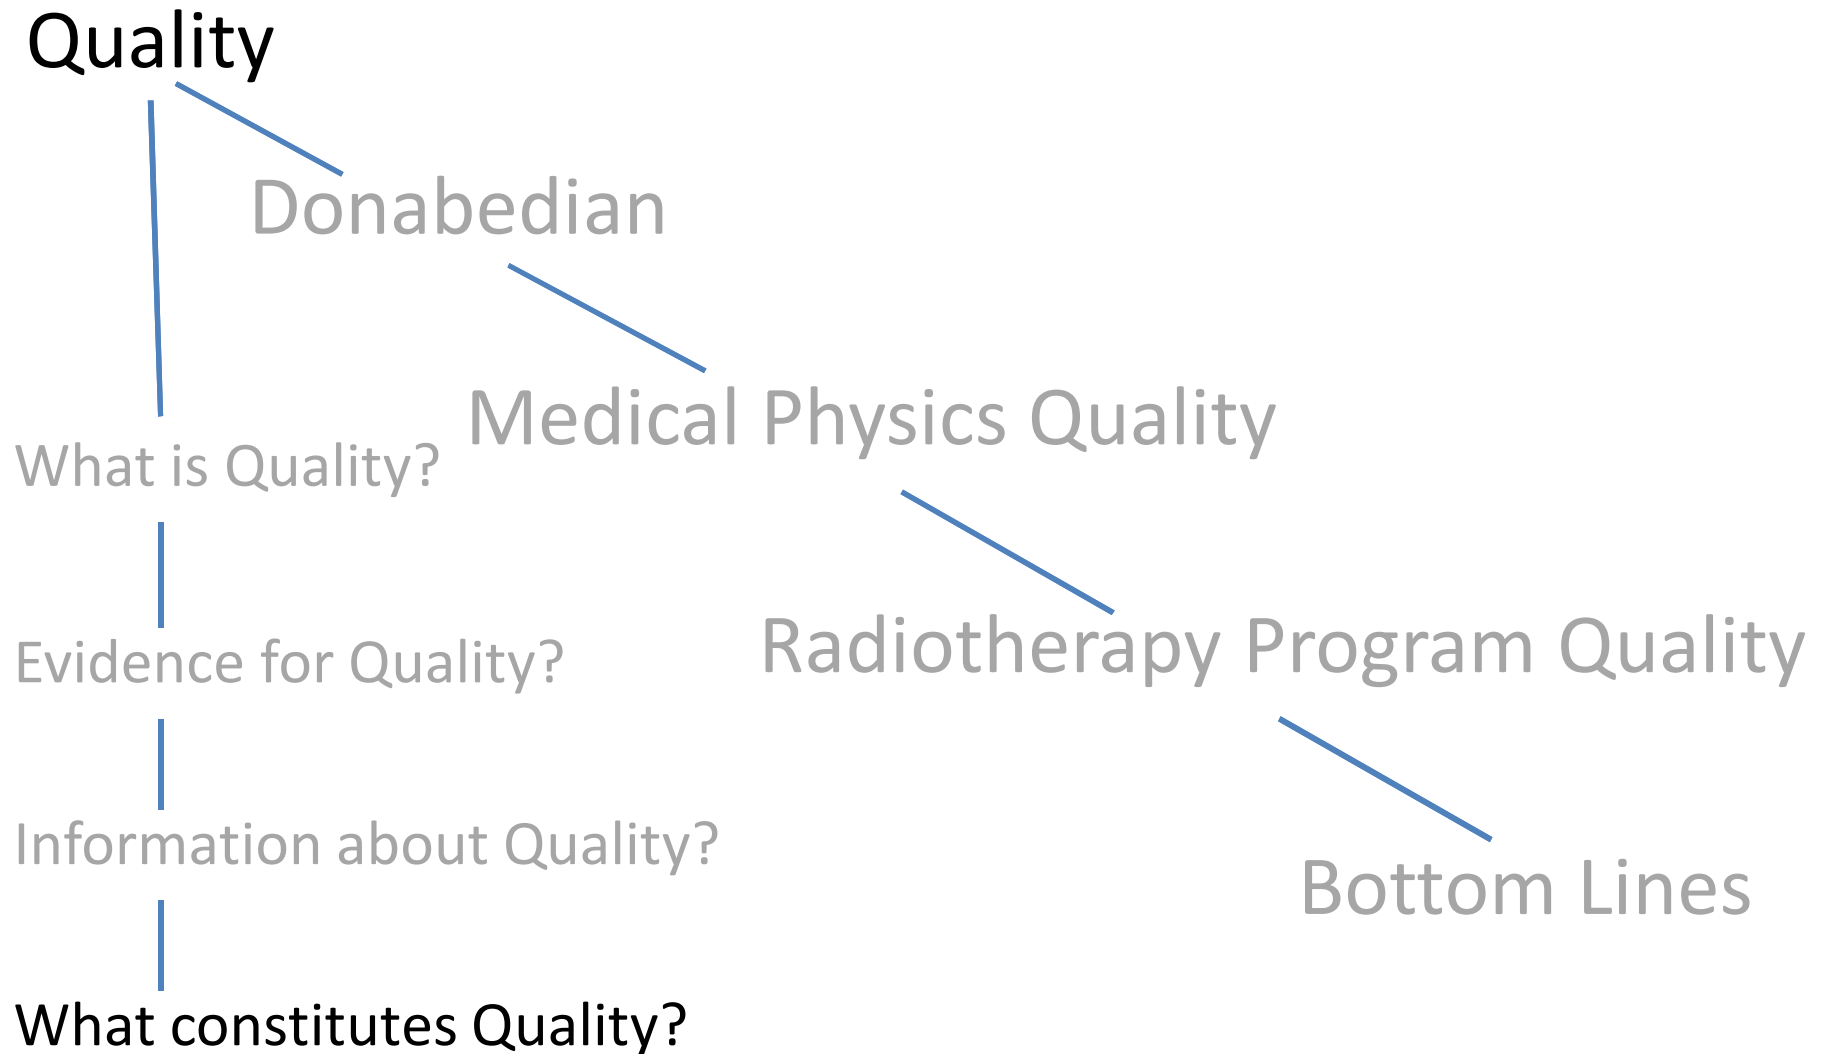 Quality
Donabedian
Medical Physics Quality
What is Quality?
Radiotherapy Program Quality
Evidence for Quality?
Information about Quality?
Bottom Lines
What constitutes Quality?